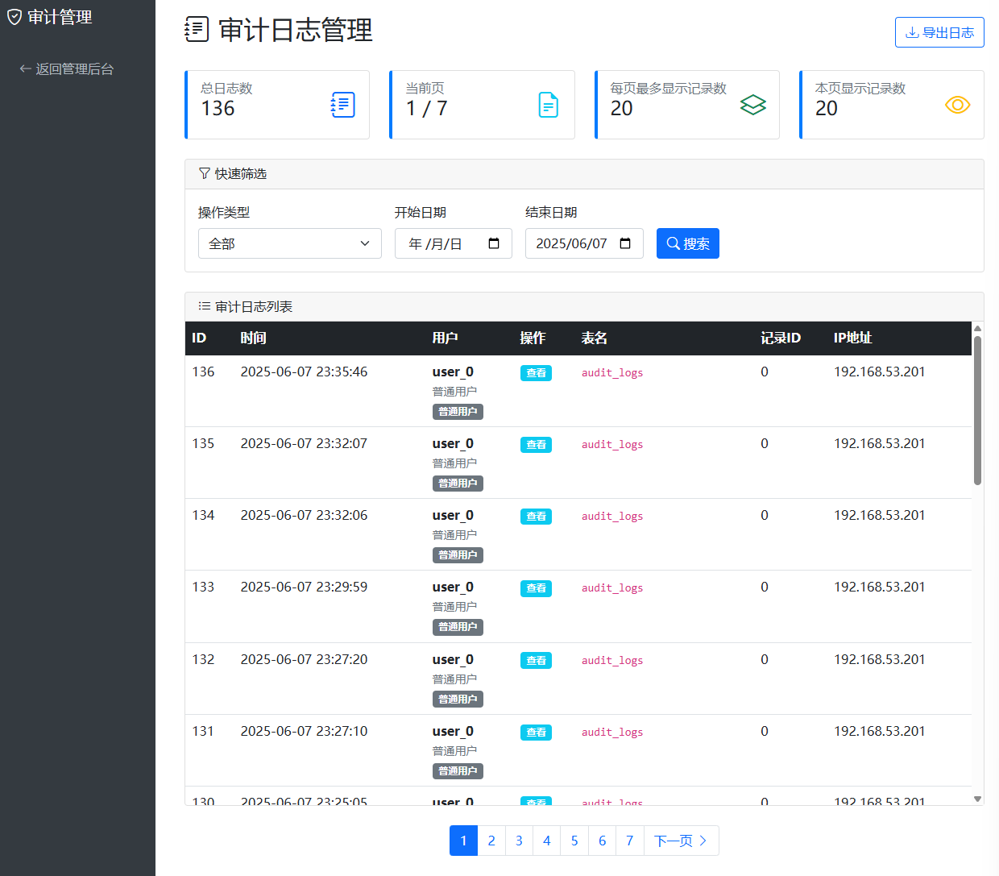 审计管理
返回管理后台
审计日志管理
导出日志
总日志数
136
当前页
1 / 7
每页最多显示记录数
20
本页显示记录数
20
快速筛选
操作类型
开始日期
结束日期
全部
年 /月/日
2025/06/07
搜索
审计日志列表
ID 时间 用户 操作 表名 记录ID IP地址
136 2025-06-07 23:35:46 user_0 查看 audit_logs 0 192.168.53.201
普通用户
普通用户
135 2025-06-07 23:32:07 user_0 查看 audit_logs 0 192.168.53.201
普通用户
普通用户
134 2025-06-07 23:32:06 user_0 查看 audit_logs 0 192.168.53.201
普通用户
普通用户
133 2025-06-07 23:29:59 user_0 查看 audit_logs 0 192.168.53.201
普通用户
普通用户
132 2025-06-07 23:27:20 user_0 查看 audit_logs 0 192.168.53.201
普通用户
普通用户
131 2025-06-07 23:27:10 user_0 查看 audit_logs 0 192.168.53.201
普通用户
普通用户
130 2025-06-07 23:25:05 user_0 查看 audit_logs 0 192.168.53.201
1 2 3 4 5 6 7 下一页